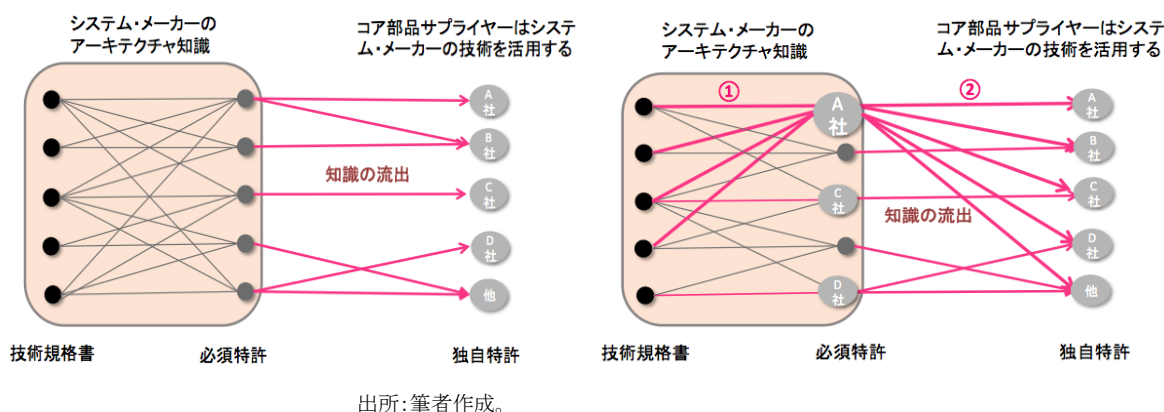 システム・メーカーの
アーキテクチャ知識
コア部品サプライヤーはシステ
ム・メーカーの技術を活用する
A
社
B
社
知識の流出
C
社
D
社
他
技術規格書
必須特許
独自特許
システム・メーカーの
アーキテクチャ知識
コア部品サプライヤーはシステ
ム・メーカーの技術を活用する
①
②
A
社
A
社
B
社
C
社
C
社
知識の流出
D
社
D
社
他
技術規格書
必須特許
独自特許
出所:筆者作成。